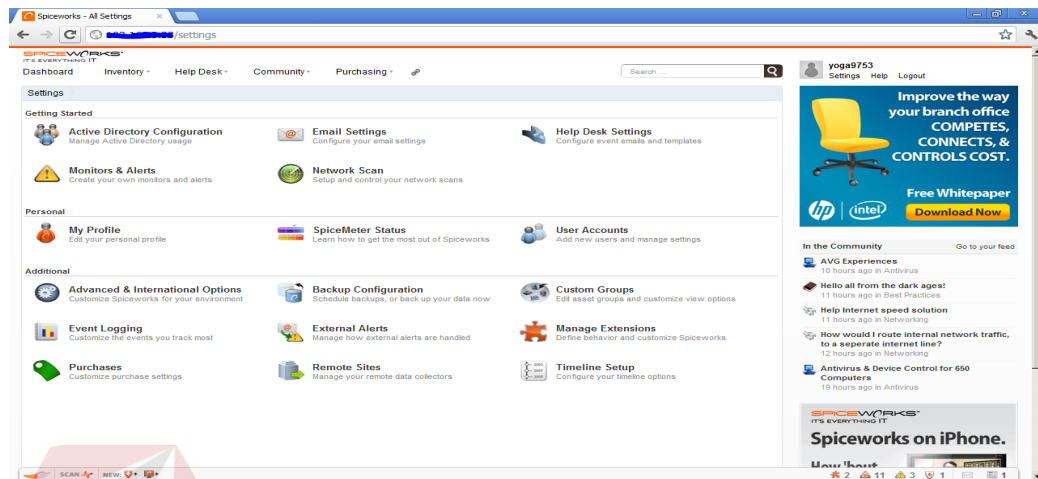 Spiceworks - All Settings
/settings
SPICEWORKS
IT'S EVERYTHING IT
Dashboard Inventory Help Desk Community Purchasing
Search ...
yoga9753
Settings Help Logout
Settings
Getting Started
Active Directory Configuration
Manage Active Directory usage
Email Settings
Configure your email settings
Help Desk Settings
Configure event emails and templates
Monitors & Alerts
Create your own monitors and alerts
Network Scan
Setup and control your network scans
Personal
My Profile
Edit your personal profile
SpiceMeter Status
Learn how to get the most out of Spiceworks
User Accounts
Add new users and manage settings
Additional
Advanced & International Options
Customize Spiceworks for your environment
Backup Configuration
Schedule backups, or back up your data now
Custom Groups
Edit asset groups and customize view options
Event Logging
Customize the events you track most
External Alerts
Manage how external alerts are handled
Manage Extensions
Define behavior and customize Spiceworks
Purchases
Customize purchase settings
Remote Sites
Manage your remote data collectors
Timeline Setup
Configure your timeline options
Improve the way
your branch office
COMPETES,
CONNECTS, &
CONTROLS COST.
Free Whitepaper
hp intel Download Now
In the Community Go to your feed
AVG Experiences
10 hours ago in Antivirus
Hello all from the dark ages!
11 hours ago in Best Practices
Help Internet speed solution
11 hours ago in Networking
How would I route internal network traffic,
to a seperate internet line?
12 hours ago in Networking
Antivirus & Device Control for 650
Computers
19 hours ago in Antivirus
SPICEWORKS
IT'S EVERYTHING IT
Spiceworks on iPhone.
How 'bout
SCAN NEW:
2 11 3 1 1